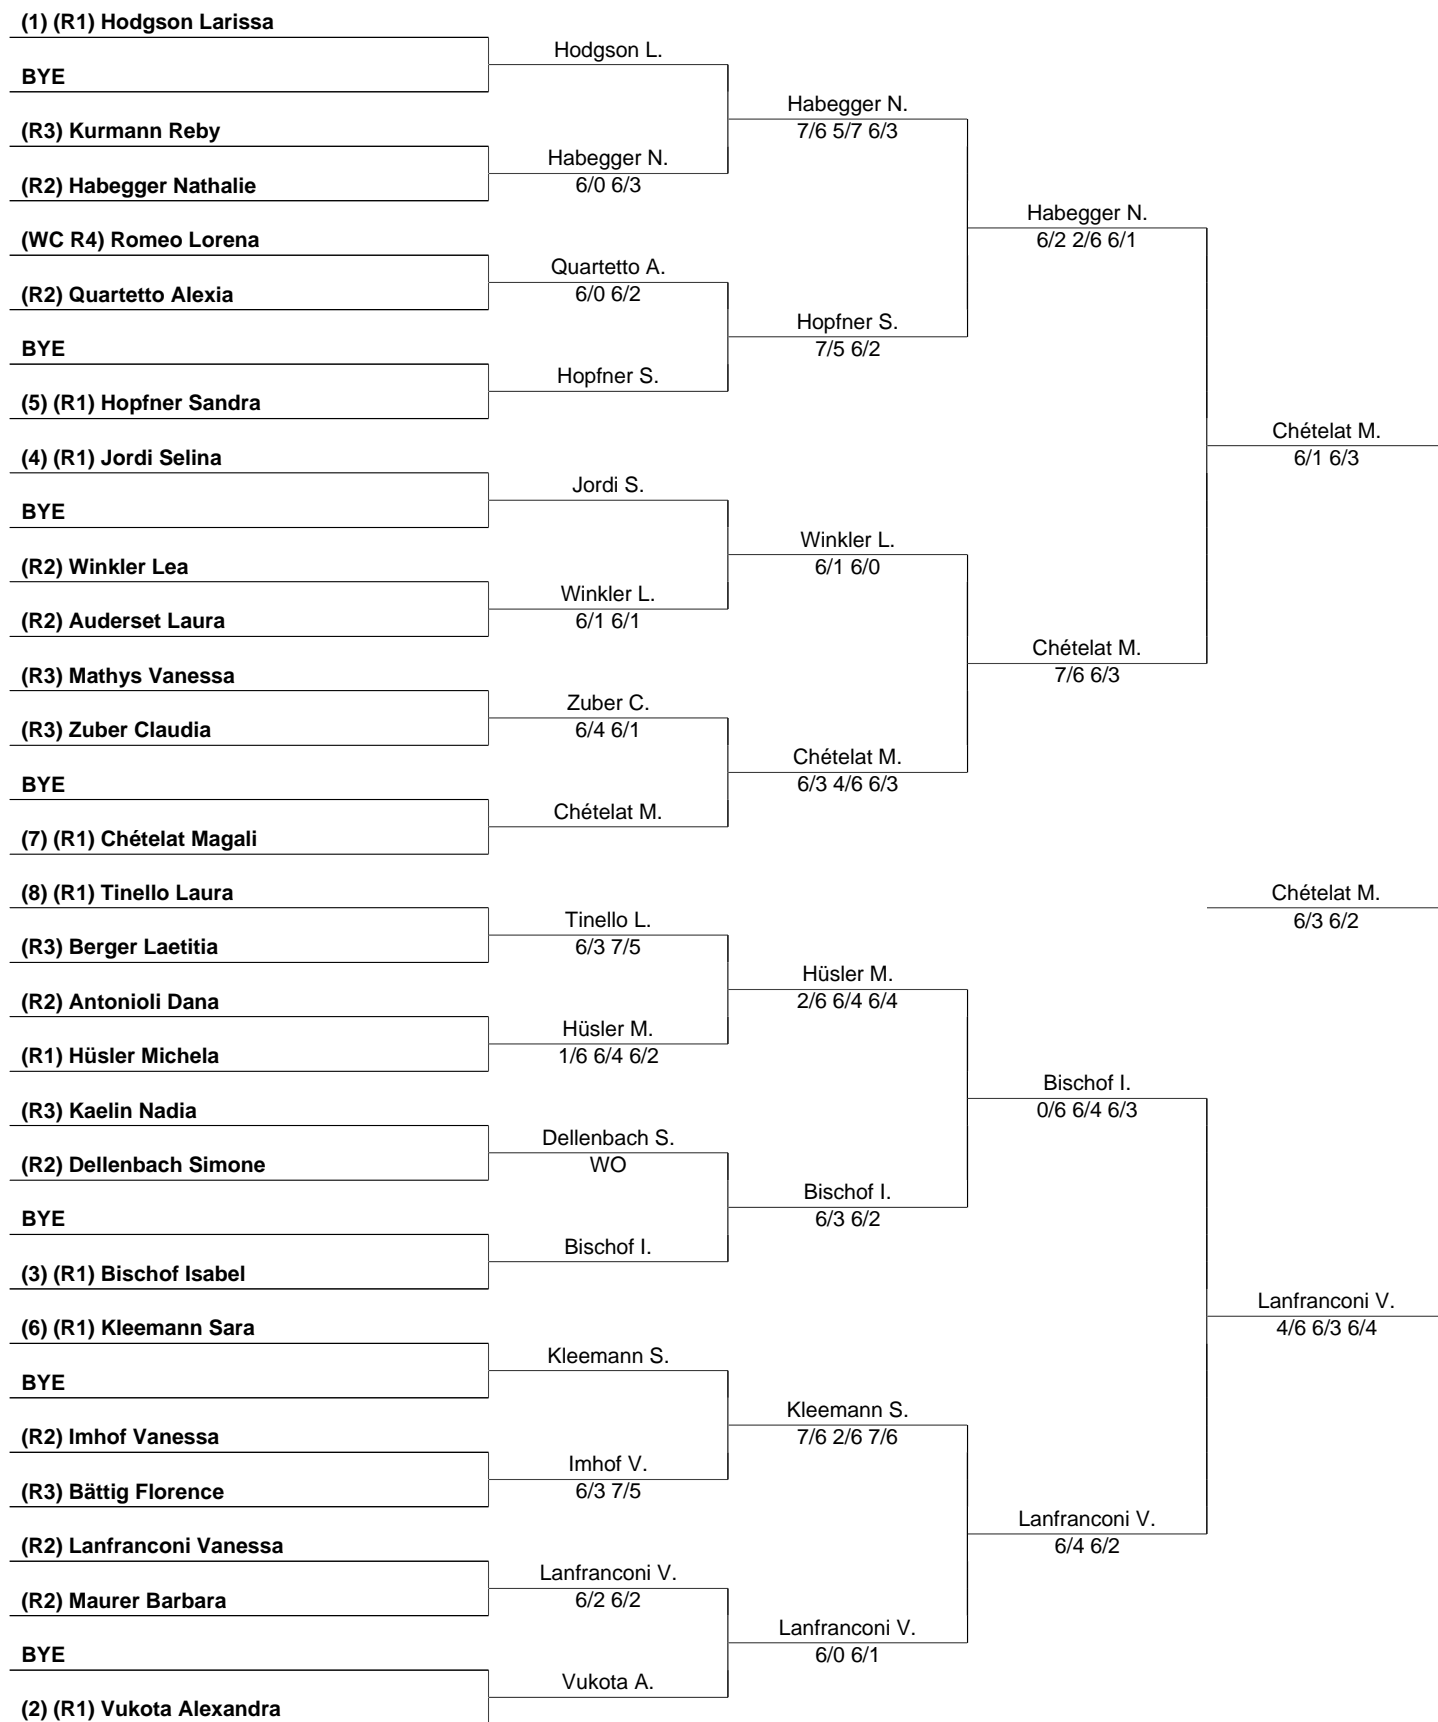 (1) (R1) Hodgson Larissa
Hodgson L.
BYE
Habegger N.
7/6 5/7 6/3
(R3) Kurmann Reby
Habegger N.
6/0 6/3
(R2) Habegger Nathalie
Habegger N.
6/2 2/6 6/1
(WC R4) Romeo Lorena
Quartetto A.
6/0 6/2
(R2) Quartetto Alexia
Hopfner S.
7/5 6/2
BYE
Hopfner S.
(5) (R1) Hopfner Sandra
Chételat M.
6/1 6/3
(4) (R1) Jordi Selina
Jordi S.
BYE
Winkler L.
6/1 6/0
(R2) Winkler Lea
Winkler L.
6/1 6/1
(R2) Auderset Laura
Chételat M.
7/6 6/3
(R3) Mathys Vanessa
Zuber C.
6/4 6/1
(R3) Zuber Claudia
Chételat M.
6/3 4/6 6/3
BYE
Chételat M.
(7) (R1) Chételat Magali
(8) (R1) Tinello Laura
Chételat M.
6/3 6/2
Tinello L.
6/3 7/5
(R3) Berger Laetitia
Hüsler M.
2/6 6/4 6/4
(R2) Antonioli Dana
Hüsler M.
1/6 6/4 6/2
(R1) Hüsler Michela
Bischof I.
0/6 6/4 6/3
(R3) Kaelin Nadia
Dellenbach S.
WO
(R2) Dellenbach Simone
Bischof I.
6/3 6/2
BYE
Bischof I.
(3) (R1) Bischof Isabel
Lanfranconi V.
4/6 6/3 6/4
(6) (R1) Kleemann Sara
Kleemann S.
BYE
Kleemann S.
7/6 2/6 7/6
(R2) Imhof Vanessa
Imhof V.
6/3 7/5
(R3) Bättig Florence
Lanfranconi V.
6/4 6/2
(R2) Lanfranconi Vanessa
Lanfranconi V.
6/2 6/2
(R2) Maurer Barbara
Lanfranconi V.
6/0 6/1
BYE
Vukota A.
(2) (R1) Vukota Alexandra